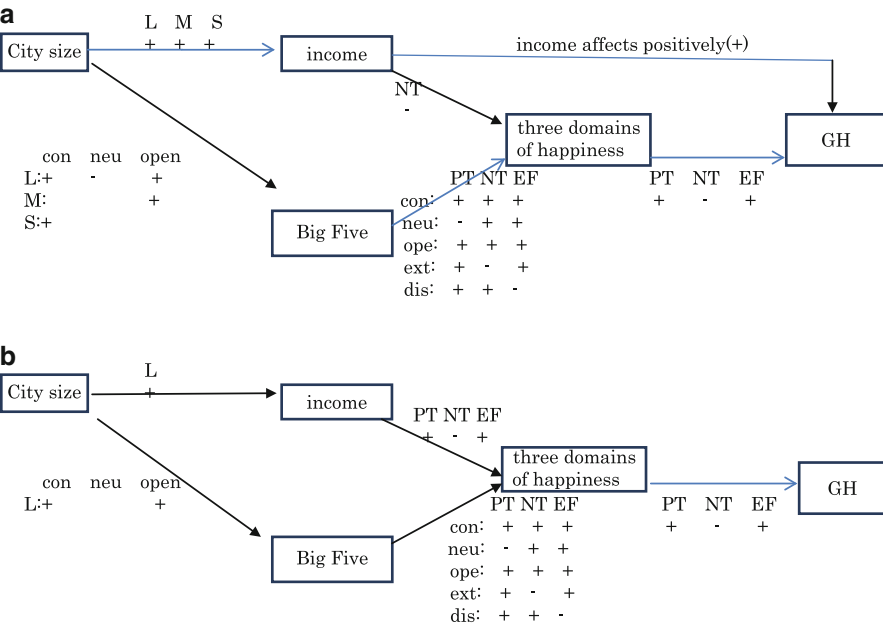 a
L M S
+ + +
City size
income
income affects positively(+)
NT
-
three domains
of happiness
GH
con neu open
L:+ - +
M: +
S:+
Big Five
PT NT EF
con: + + +
neu: - + +
ope: + + +
ext: + - +
dis: + + -
PT NT EF
+ - +
b
L
+
City size
income
PT NT EF
+ - +
three domains
of happiness
GH
con neu open
L:+ +
Big Five
PT NT EF
con: + + +
neu: - + +
ope: + + +
ext: + - +
dis: + + -
PT NT EF
+ - +